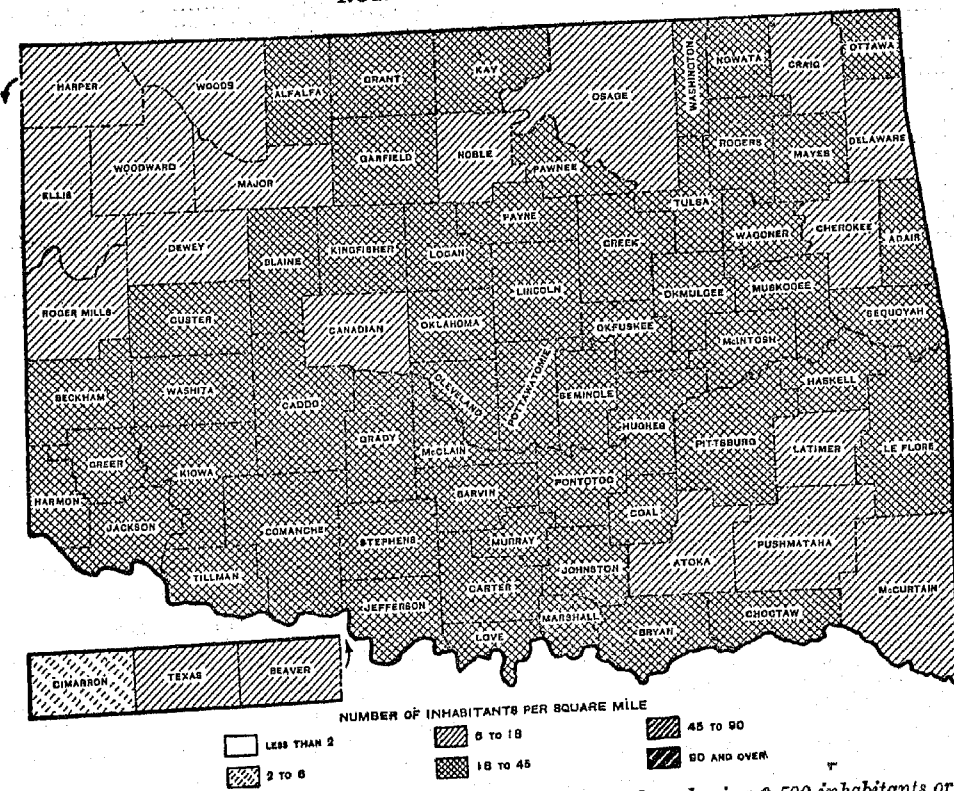 HARPER
WOODS
ALFALFA
GRANT
KAY
OSAGE
WASHINGTON
NOWATA
CRAIG
OTTAWA
ELLIS
WOODWARD
MAJOR
GARFIELD
NOBLE
PAWNEE
ROGERS
MAYES
DELAWARE
DEWEY
BLAINE
KINGFISHER
LOGAN
PAYNE
CREEK
TULSA
WAGONER
CHEROKEE
ADAIR
ROGER MILLS
CUSTER
CANADIAN
OKLAHOMA
LINCOLN
OKFUSKEE
OKMULGEE
MUSKOGEE
McINTOSH
SEQUOYAH
BECKHAM
WASHITA
CADDO
GRADY
CLEVELAND
McCLAIN
POTTAWATOMIE
SEMINOLE
HUGHES
PITTSBURG
HASKELL
LATIMER
LE FLORE
HARMON
GREER
KIOWA
JACKSON
COMANCHE
STEPHENS
GARVIN
MURRAY
PONTOTOC
COAL
TILLMAN
JEFFERSON
CARTER
LOVE
JOHNSTON
MARSHALL
ATOKA
BRYAN
PUSHMATAHA
CHOCTAW
McCURTAIN
CIMARRON
TEXAS
BEAVER
NUMBER OF INHABITANTS PER SQUARE MILE
LESS THAN 2
2 TO 6
6 TO 18
18 TO 45
45 TO 90
90 AND OVER
2,500 inhabitants or